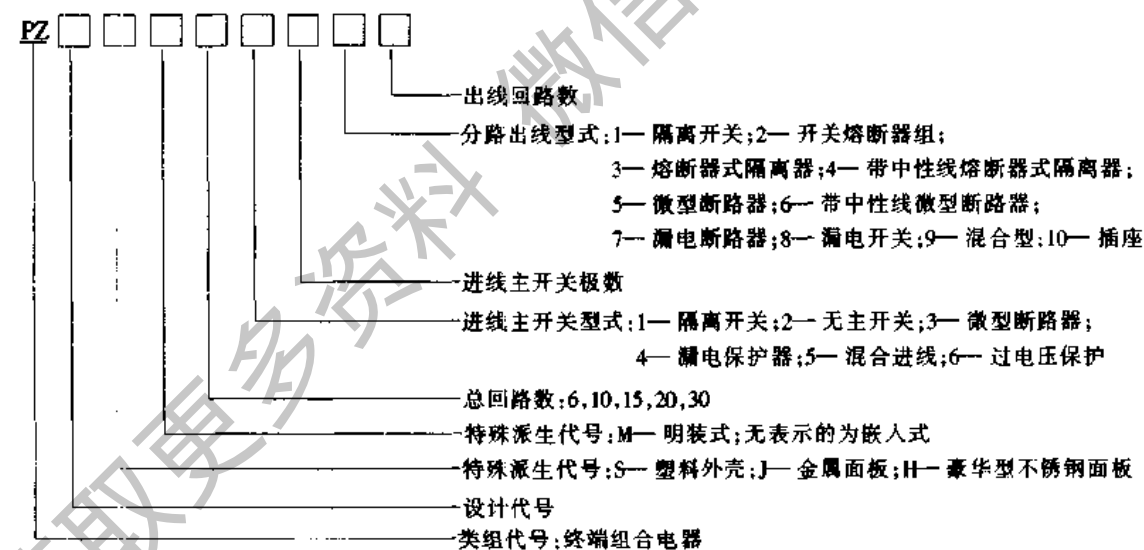 PZ
出线回路数
分路出线型式:1— 隔离开关;2— 开关熔断器组;
3— 熔断器式隔离器;4— 带中性线熔断器式隔离器;
5— 微型断路器;6— 带中性线微型断路器;
7— 漏电断路器;8— 漏电开关;9— 混合型;10— 插座
进线主开关极数
进线主开关型式:1— 隔离开关;2— 无主开关;3— 微型断路器;
4— 漏电保护器;5— 混合进线;6— 过电压保护
总回路数:6,10,15,20,30
特殊派生代号:M— 明装式;无表示的为嵌入式
特殊派生代号:S— 塑料外壳;J— 金属面板;H— 豪华型不锈钢面板
设计代号
类组代号:终端组合电器
取更多资料 微信